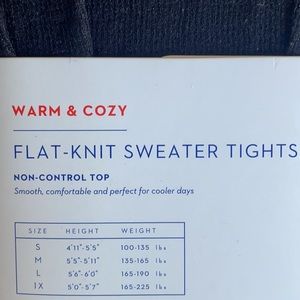 WARM & COZY
FLAT-KNIT SWEATER TIGHTS
NON-CONTROL TOP
Smooth, comfortable and perfect for cooler days
SIZE HEIGHT WEIGHT
S 4'11"-5'5" 100-135 lbs
M 5'5"-5'11" 135-165 lbs
L 5'6"-6'0" 165-190 lbs
1X 5'0"-5'7" 165-225 lbs